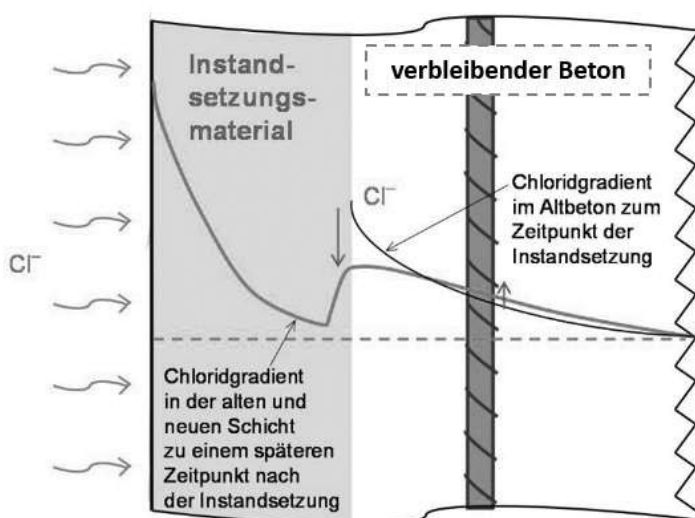 Instand-
setzungs-
material
verbleibender Beton
Cl⁻
Chloridgradient
im Altbeton zum
Zeitpunkt der
Instandsetzung
Cl⁻
Chloridgradient
in der alten und
neuen Schicht
zu einem späteren
Zeitpunkt nach
der Instandsetzung